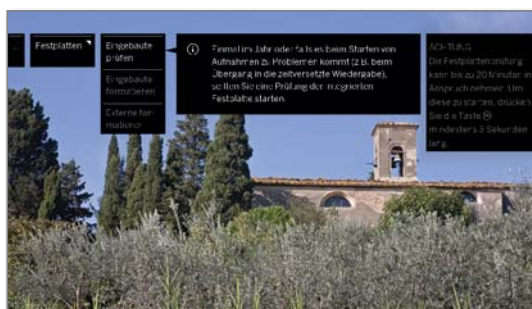 ...
Festplatten
Eingebaute
prüfen
Eingebaute
formatieren
Externe for-
matieren
Einmal im Jahr oder falls es beim Starten von
Aufnahmen zu Problemen kommt (z.B. beim
Übergang in die zeitversetzte Wiedergabe),
sollten Sie eine Prüfung der integrierten
Festplatte starten.
ACHTUNG
Die Festplattenprüfung
kann bis zu 20 Minuten in
Anspruch nehmen. Um
diese zu starten, drücken
Sie die Taste
mindestens 3 Sekunden
lang.